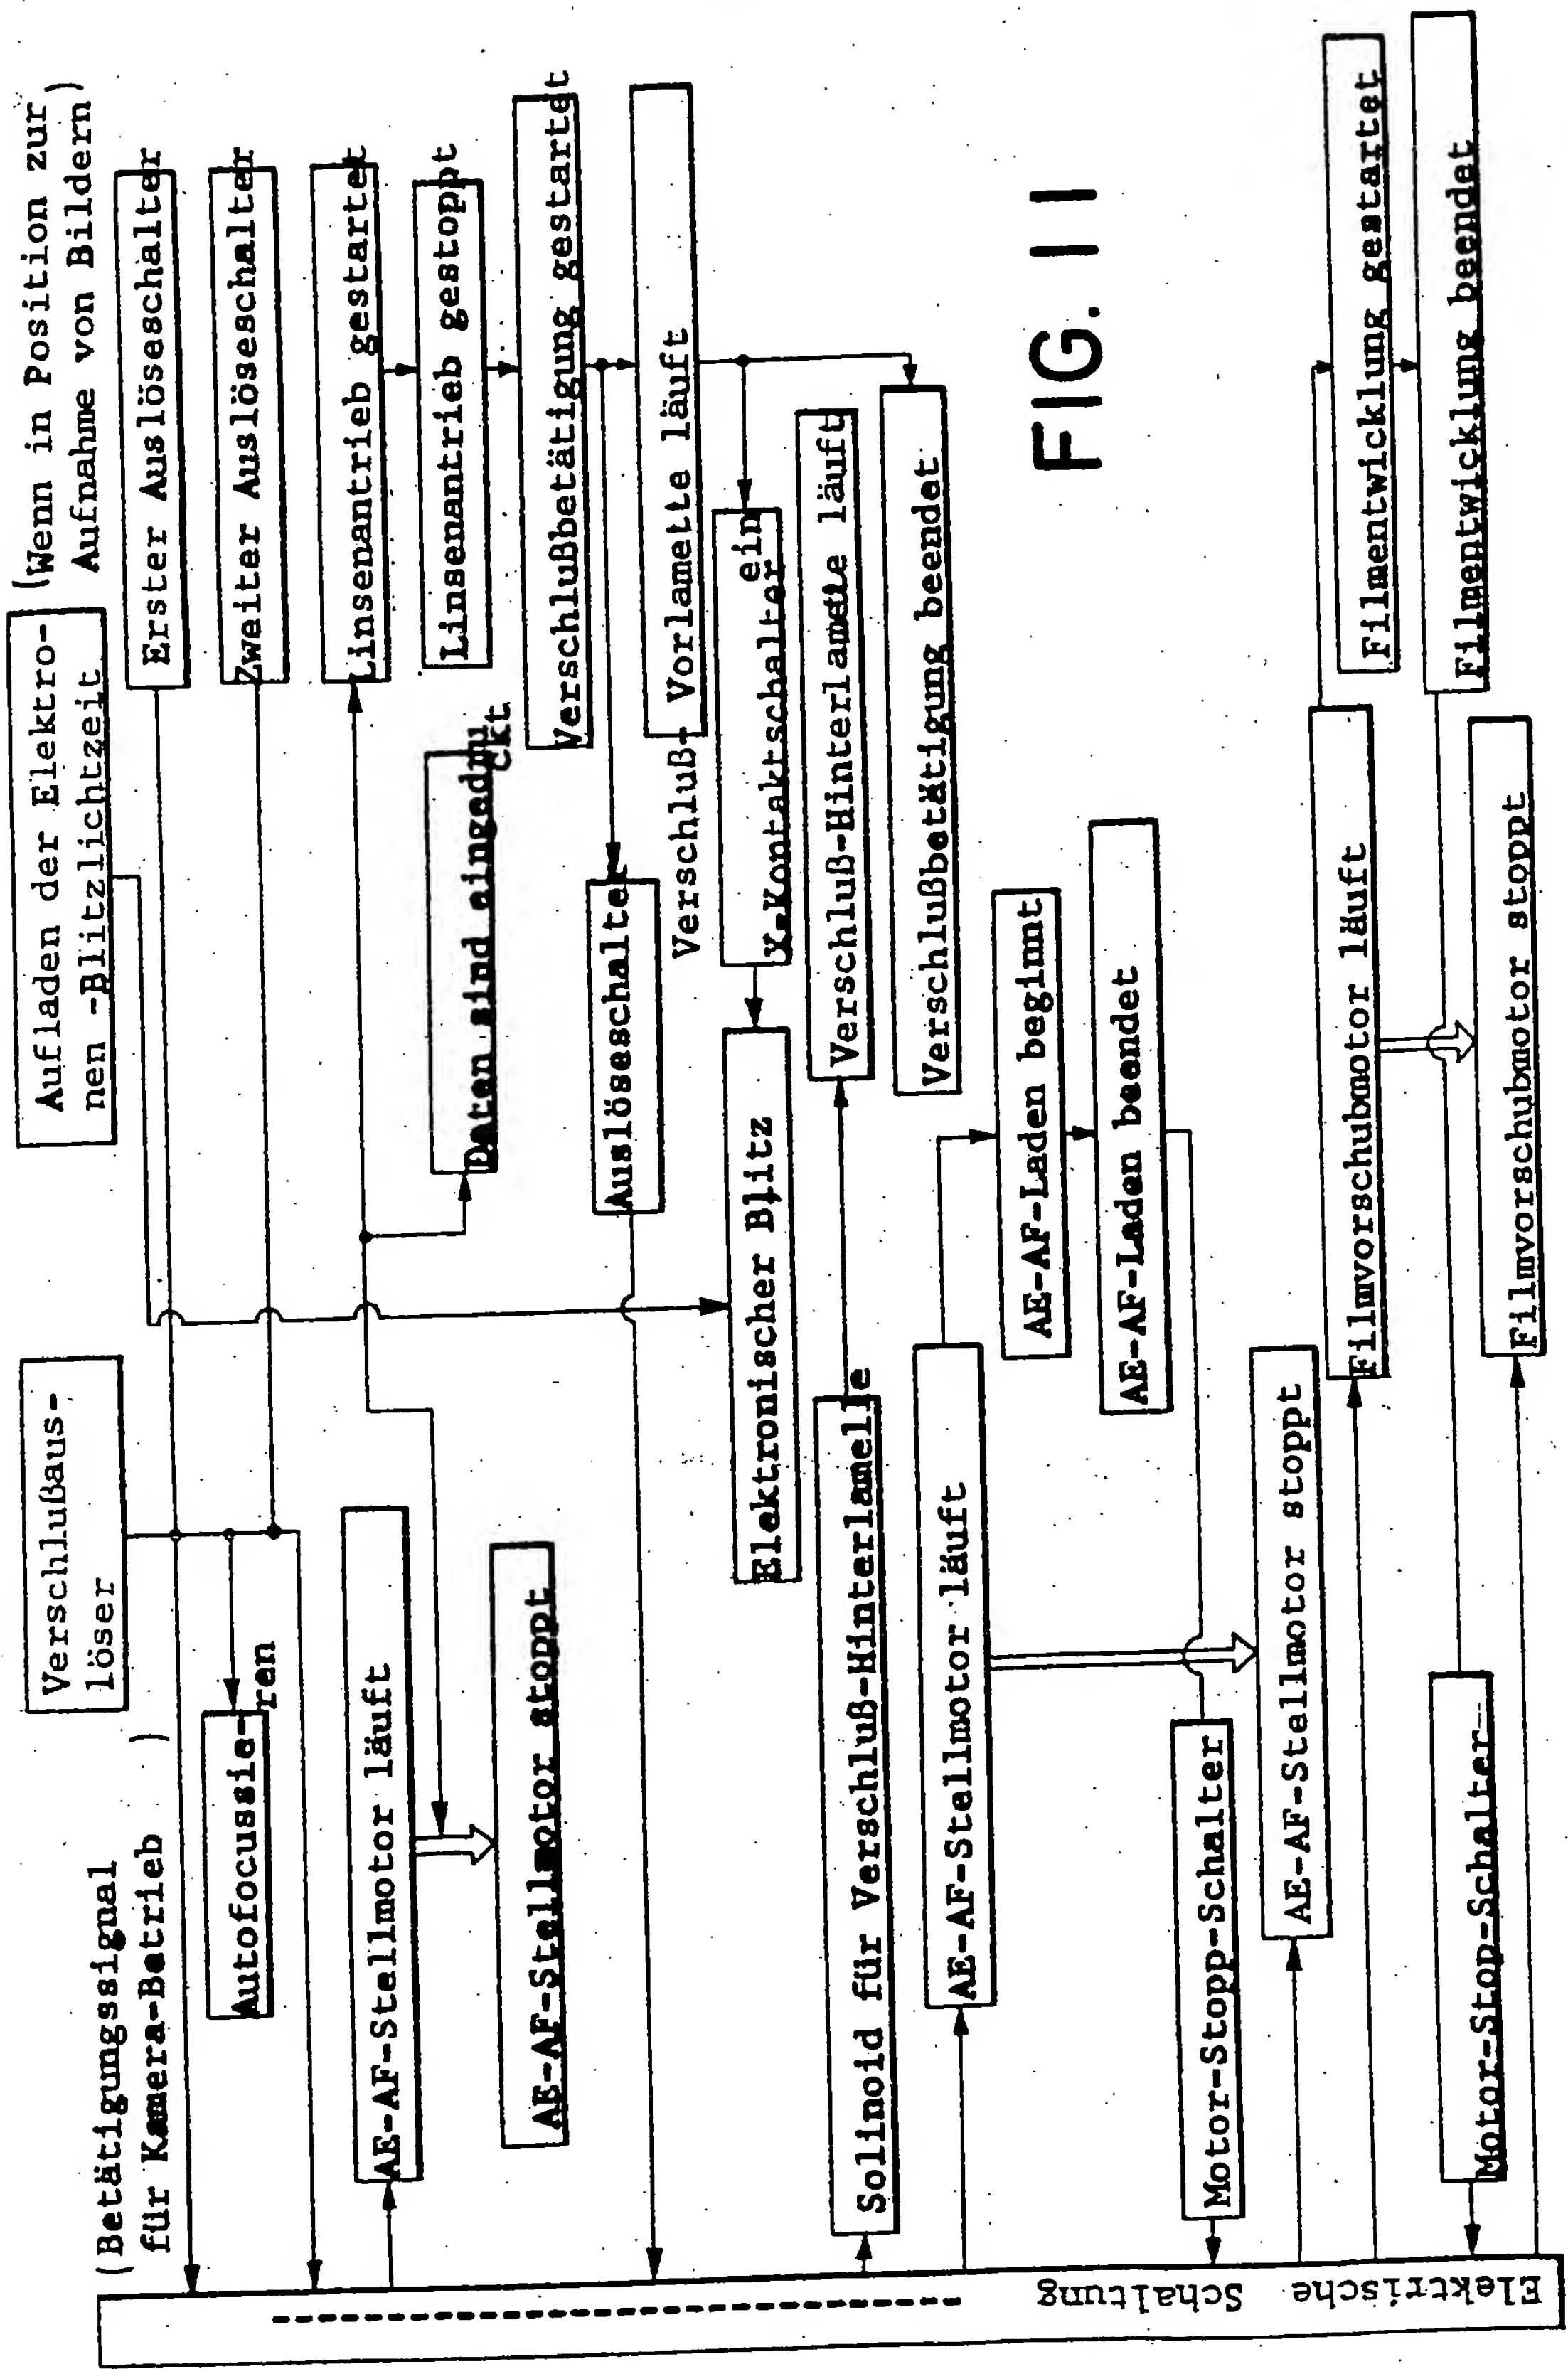 (Betätigungssignal
für Kamera-Betrieb )
Verschlußaus-
löser
Aufladen der Elektro-
nen -Blitzlichtzeit
(Wenn in Position zur)
Aufnahme von Bildern
Erster Auslöseschalter
Zweiter Auslöseschalter
Autofocussie-
ren
Linsenantrieb gestartet
AE-AF-Stellmotor läuft
Linsenantrieb gestoppt
Daten sind eingedru
ckt
AE-AF-Stellmotor stoppt
Verschlußbetätigung gestartet
Auslöseschalter
Verschluß- Vorlamette läuft
ein
X-Kontaktschalter
Elektronischer Blitz
Verschluß-Hinterlamette läuft
Solinoid für Verschluß-Hinterlamelle
Verschlußbetätigung beendet
AE-AF-Stellmotor läuft
AE-AF-Laden beginnt
AE-AF-Laden beendet
FIG. 11
Motor-Stopp-Schalter
AE-AF-Stellmotor stoppt
Filmvorschubmotor läuft
Filmentwicklung gestartet
Filmentwicklung beendet
Motor-Stop-Schalter
Filmvorschubmotor stoppt
Elektrische Schaltung